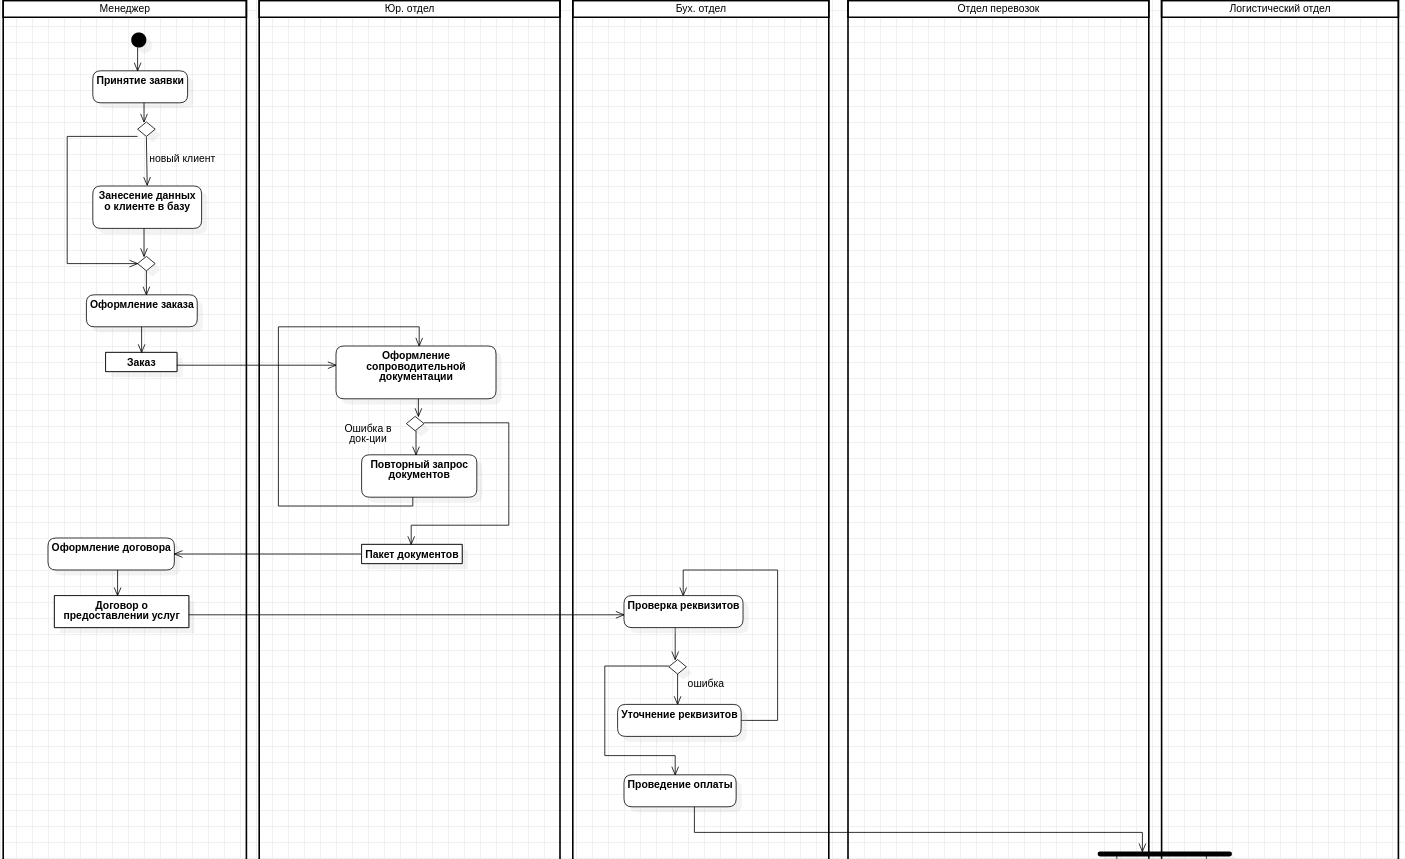 Менеджер
Юр. отдел
Бух. отдел
Отдел перевозок
Логистический отдел
Принятие заявки
новый клиент
Занесение данных
о клиенте в базу
Оформление заказа
Заказ
Оформление
сопроводительной
документации
Ошибка в
док-ции
Повторный запрос
документов
Пакет документов
Оформление договора
Договор о
предоставлении услуг
Проверка реквизитов
ошибка
Уточнение реквизитов
Проведение оплаты